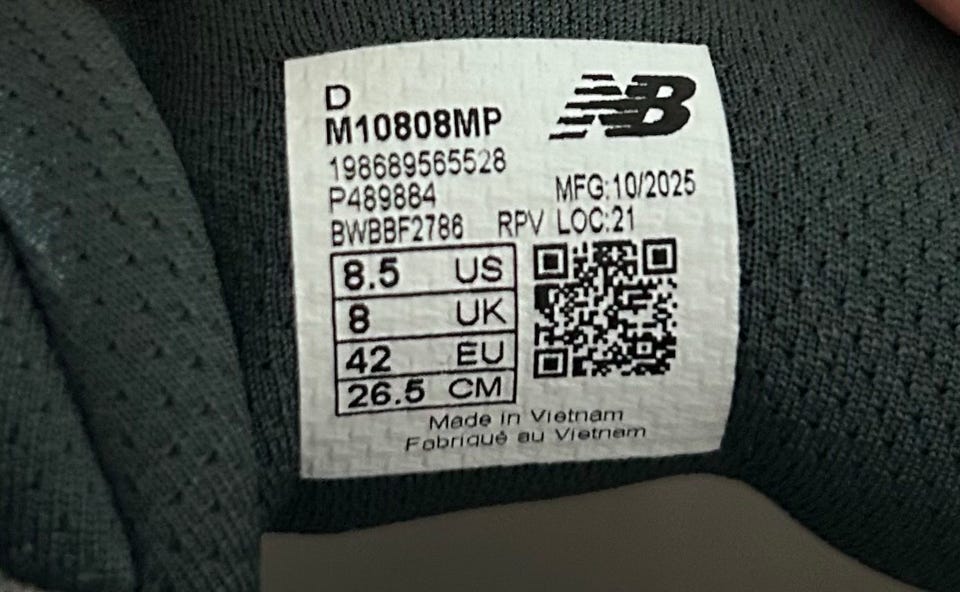 D
M10808MP
NB
198689565528
P489884
MFG:10/2025
BWBBF2786 RPV LOC:21
8.5 US
8 UK
42 EU
26.5 CM
Made in Vietnam
Fabriqué au Vietnam